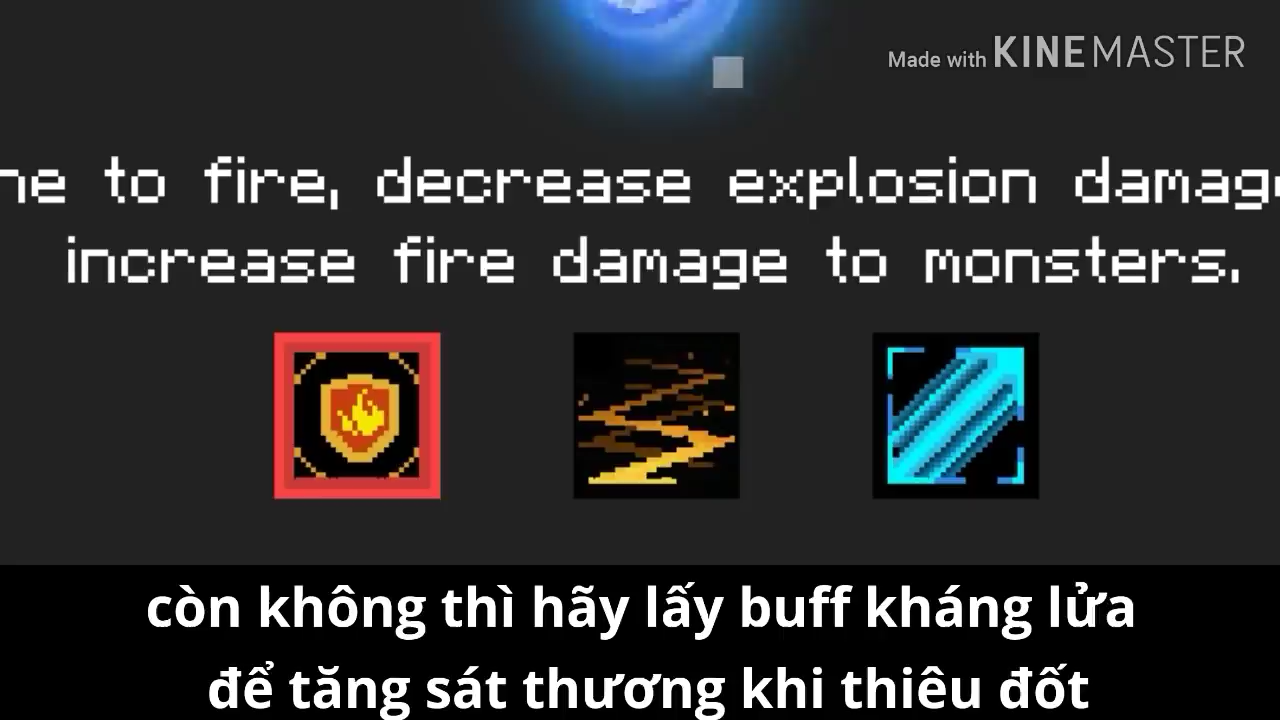 Made with KINEMASTER
ne to fire, decrease explosion damage
increase fire damage to monsters.
còn không thì hãy lấy buff kháng lửa
để tăng sát thương khi thiêu đốt